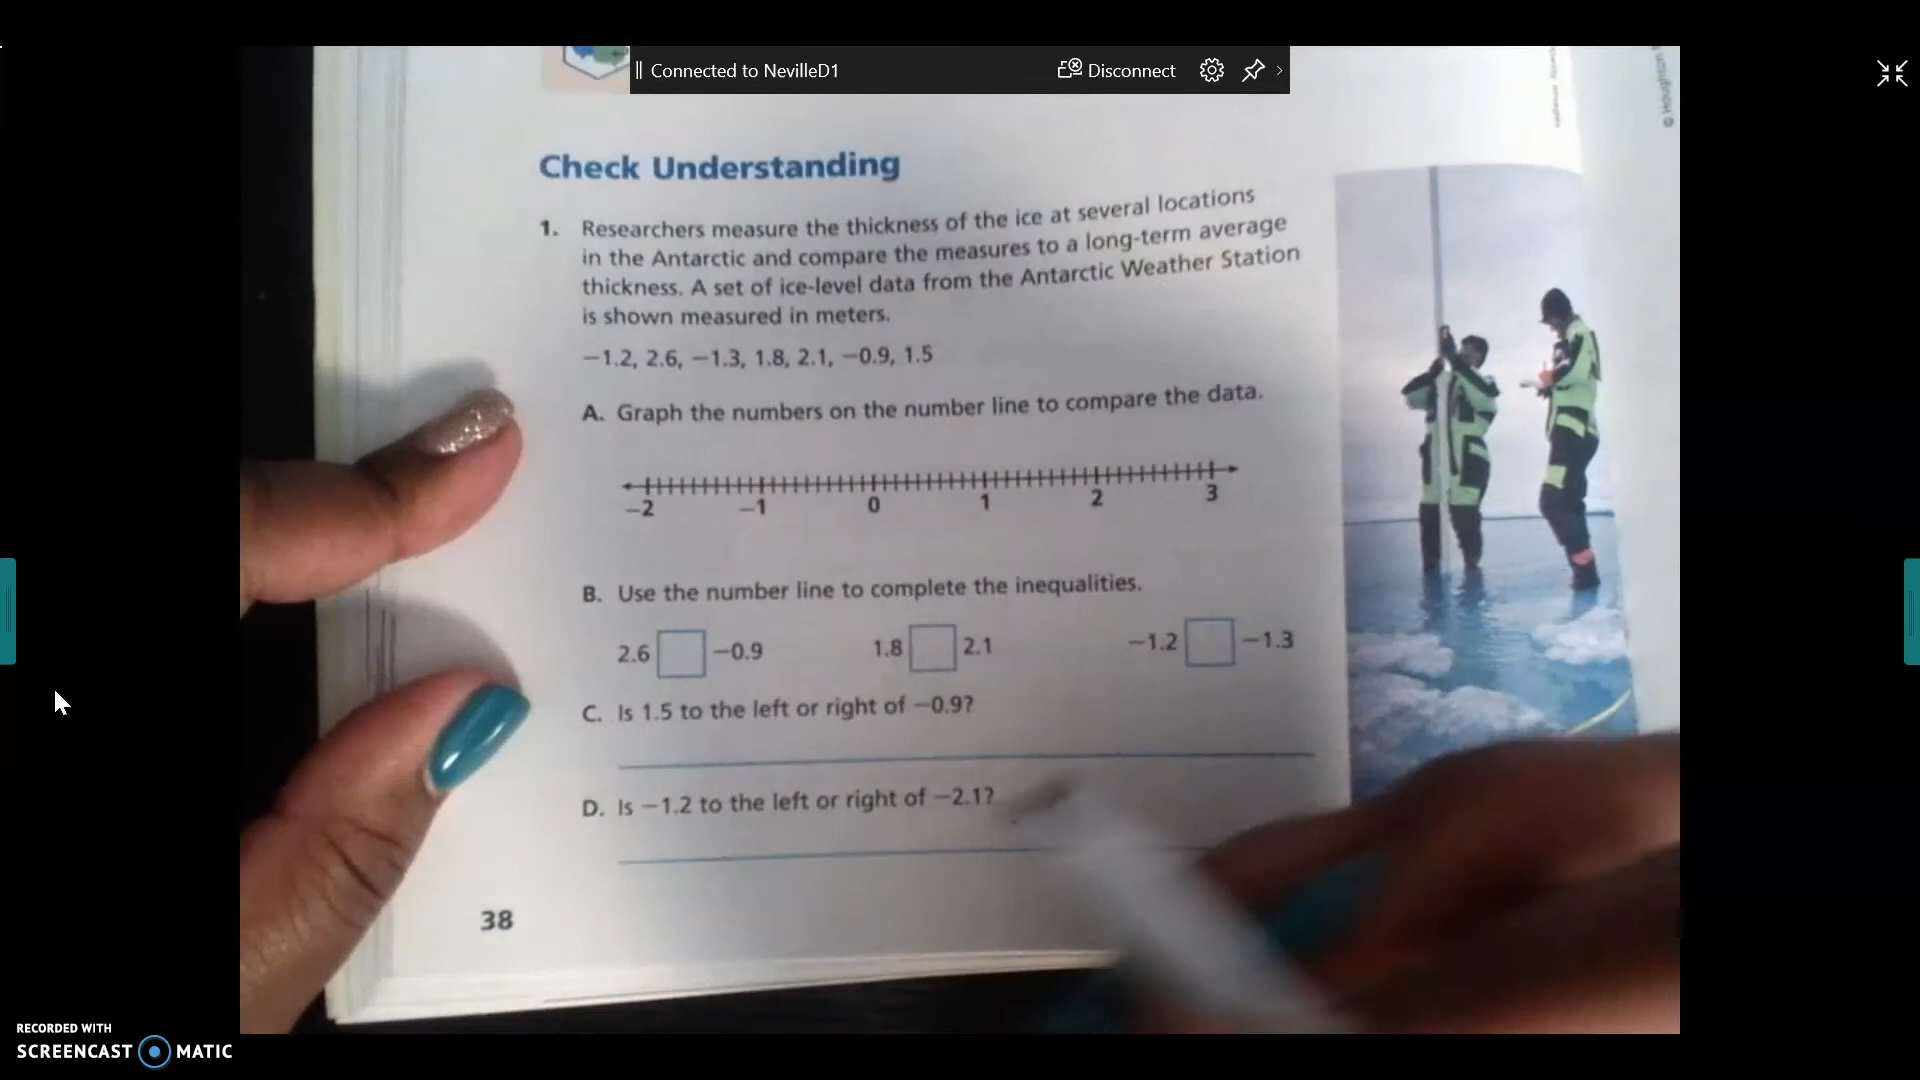 Connected to NevilleD1
Disconnect
© Houghton
Check Understanding
1. Researchers measure the thickness of the ice at several locations
in the Antarctic and compare the measures to a long-term average
thickness. A set of ice-level data from the Antarctic Weather Station
is shown measured in meters.
−1.2, 2.6, −1.3, 1.8, 2.1, −0.9, 1.5
A. Graph the numbers on the number line to compare the data.
−2 −1 0 1 2 3
B. Use the number line to complete the inequalities.
2.6 −0.9 1.8 2.1 −1.2 −1.3
C. Is 1.5 to the left or right of −0.9?
D. Is −1.2 to the left or right of −2.1?
38
RECORDED WITH
SCREENCAST MATIC